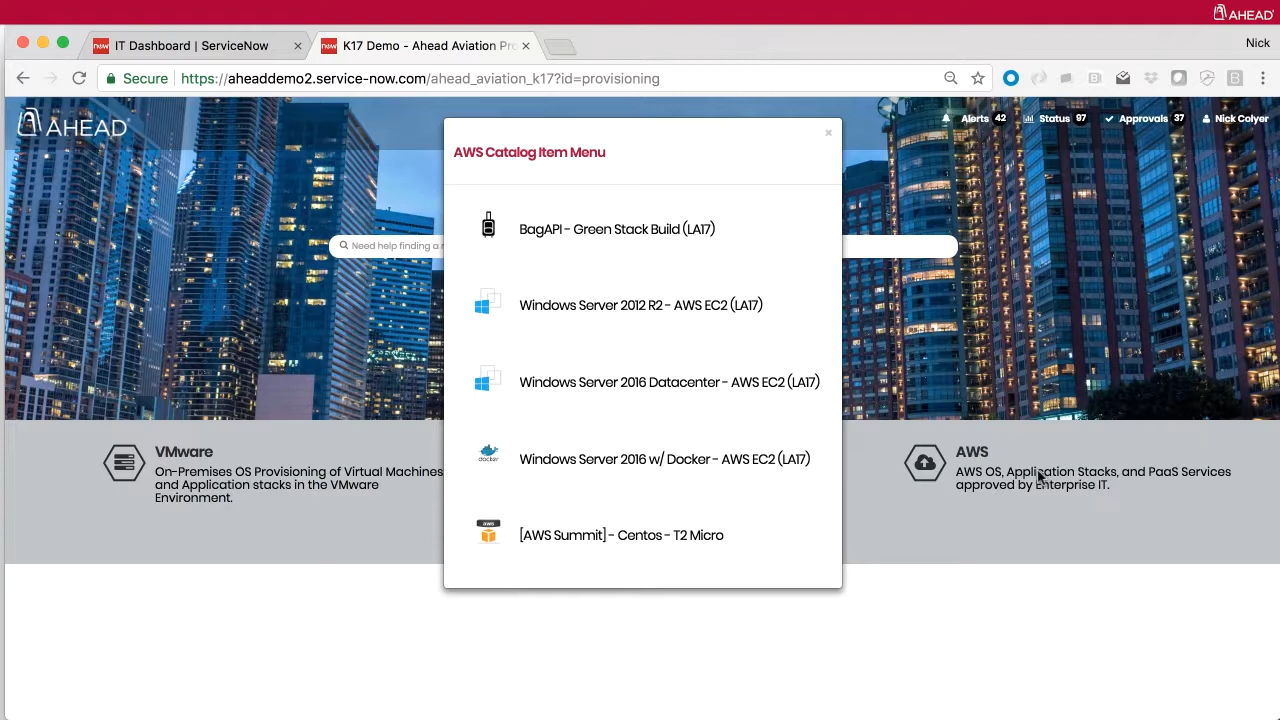 AHEAD
IT Dashboard | ServiceNow
K17 Demo - Ahead Aviation Pro
Nick
Secure
https://aheaddemo2.service-now.com/ahead_aviation_k17?id=provisioning
AHEAD
Alerts 42
Status 97
Approvals 37
Nick Colyer
Need help finding a r
AWS Catalog Item Menu
BagAPI - Green Stack Build (LA17)
Windows Server 2012 R2 - AWS EC2 (LA17)
Windows Server 2016 Datacenter - AWS EC2 (LA17)
docker
Windows Server 2016 w/ Docker - AWS EC2 (LA17)
aws
[AWS Summit] - Centos - T2 Micro
VMware
On-Premises OS Provisioning of Virtual Machines
and Application stacks in the VMware
Environment.
AWS
AWS OS, Application Stacks, and PaaS Services
approved by Enterprise IT.